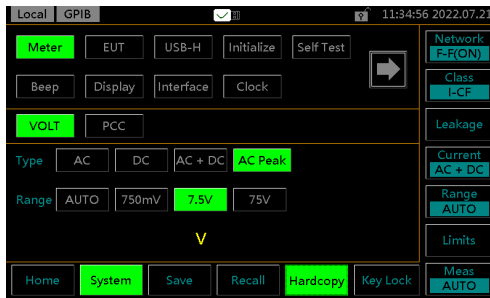 Local GPIB 11:34:56 2022.07.21
Meter EUT USB-H Initialize Self Test
Beep Display Interface Clock
VOLT PCC
Type AC DC AC + DC AC Peak
Range AUTO 750mV 7.5V 75V
V
Network
F-F(ON)
Class
I-CF
Leakage
Current
AC + DC
Range
AUTO
Limits
Meas
AUTO
Home System Save Recall Hardcopy Key Lock